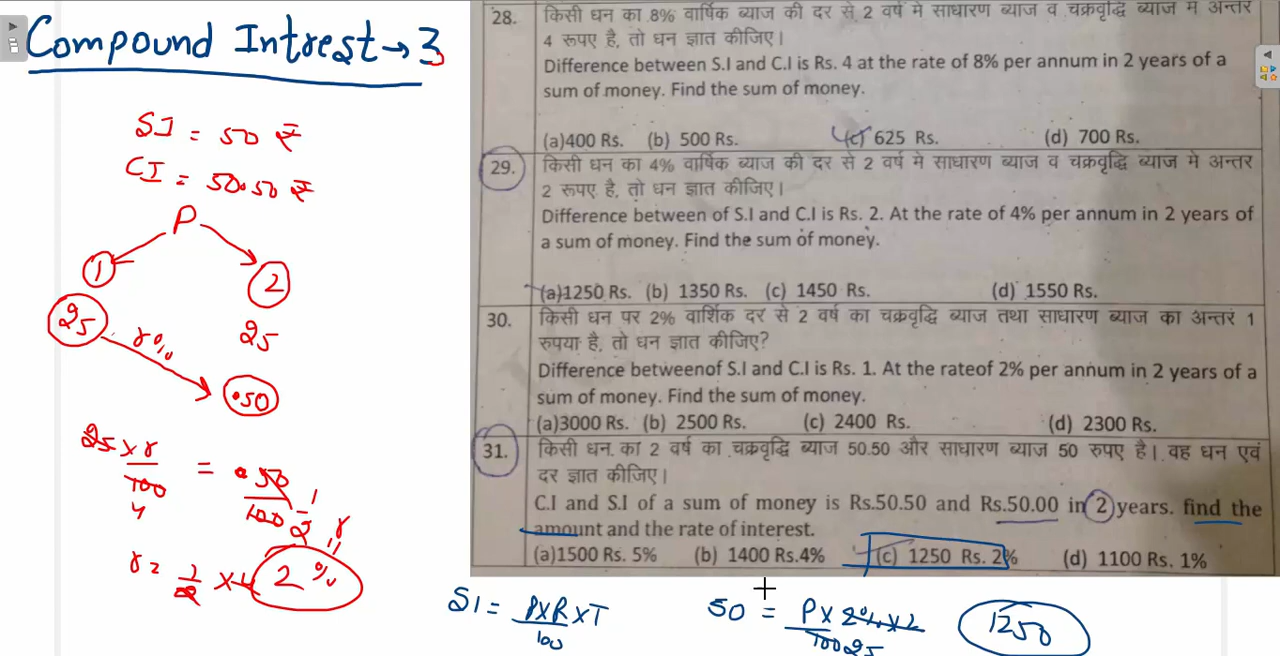 Compound Intrest → 3
SI = 50 ₹
CI = 50.50 ₹
P
1 2
25 25
r%
.50
25 × r / 100 = .50 / 100
4
1
2
r
r = 1/2 × 4 2%
28. किसी धन का 8% वार्षिक ब्याज की दर से 2 वर्ष मे साधारण ब्याज व चक्रवृद्धि ब्याज मे अन्तर
4 रूपए है, तो धन ज्ञात कीजिए।
Difference between S.I and C.I is Rs. 4 at the rate of 8% per annum in 2 years of a
sum of money. Find the sum of money.
(a)400 Rs. (b) 500 Rs. (c) 625 Rs. (d) 700 Rs.
29. किसी धन का 4% वार्षिक ब्याज की दर से 2 वर्ष मे साधारण ब्याज व चक्रवृद्धि ब्याज मे अन्तर
2 रूपए है, तो धन ज्ञात कीजिए।
Difference between of S.I and C.I is Rs. 2. At the rate of 4% per annum in 2 years of
a sum of money. Find the sum of money.
(a)1250 Rs. (b) 1350 Rs. (c) 1450 Rs. (d) 1550 Rs.
30. किसी धन पर 2% वार्शिक दर से 2 वर्ष का चक्रवृद्धि ब्याज तथा साधारण ब्याज का अन्तर 1
रुपया है, तो धन ज्ञात कीजिए?
Difference betweenof S.I and C.I is Rs. 1. At the rateof 2% per annum in 2 years of a
sum of money. Find the sum of money.
(a)3000 Rs. (b) 2500 Rs. (c) 2400 Rs. (d) 2300 Rs.
31. किसी धन का 2 वर्ष का चक्रवृद्धि ब्याज 50.50 और साधारण ब्याज 50 रुपए है। वह धन एवं
दर ज्ञात कीजिए।
C.I and S.I of a sum of money is Rs.50.50 and Rs.50.00 in 2 years. find the
amount and the rate of interest.
(a)1500 Rs. 5% (b) 1400 Rs.4% (c) 1250 Rs. 2% (d) 1100 Rs. 1%
SI = P×R×T / 100 50 = P × 2% × 2 / 100 25 1250